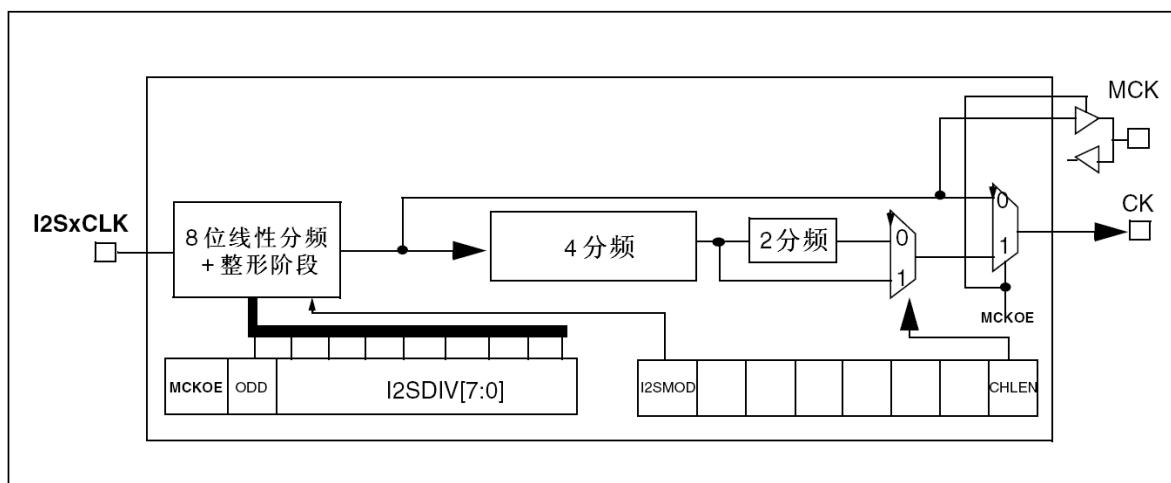 MCK
I2SxCLK
8位线性分频
+整形阶段
4分频
2分频
0
1
0
1
CK
MCKOE
MCKOE
ODD
I2SDIV[7:0]
I2SMOD
CHLEN